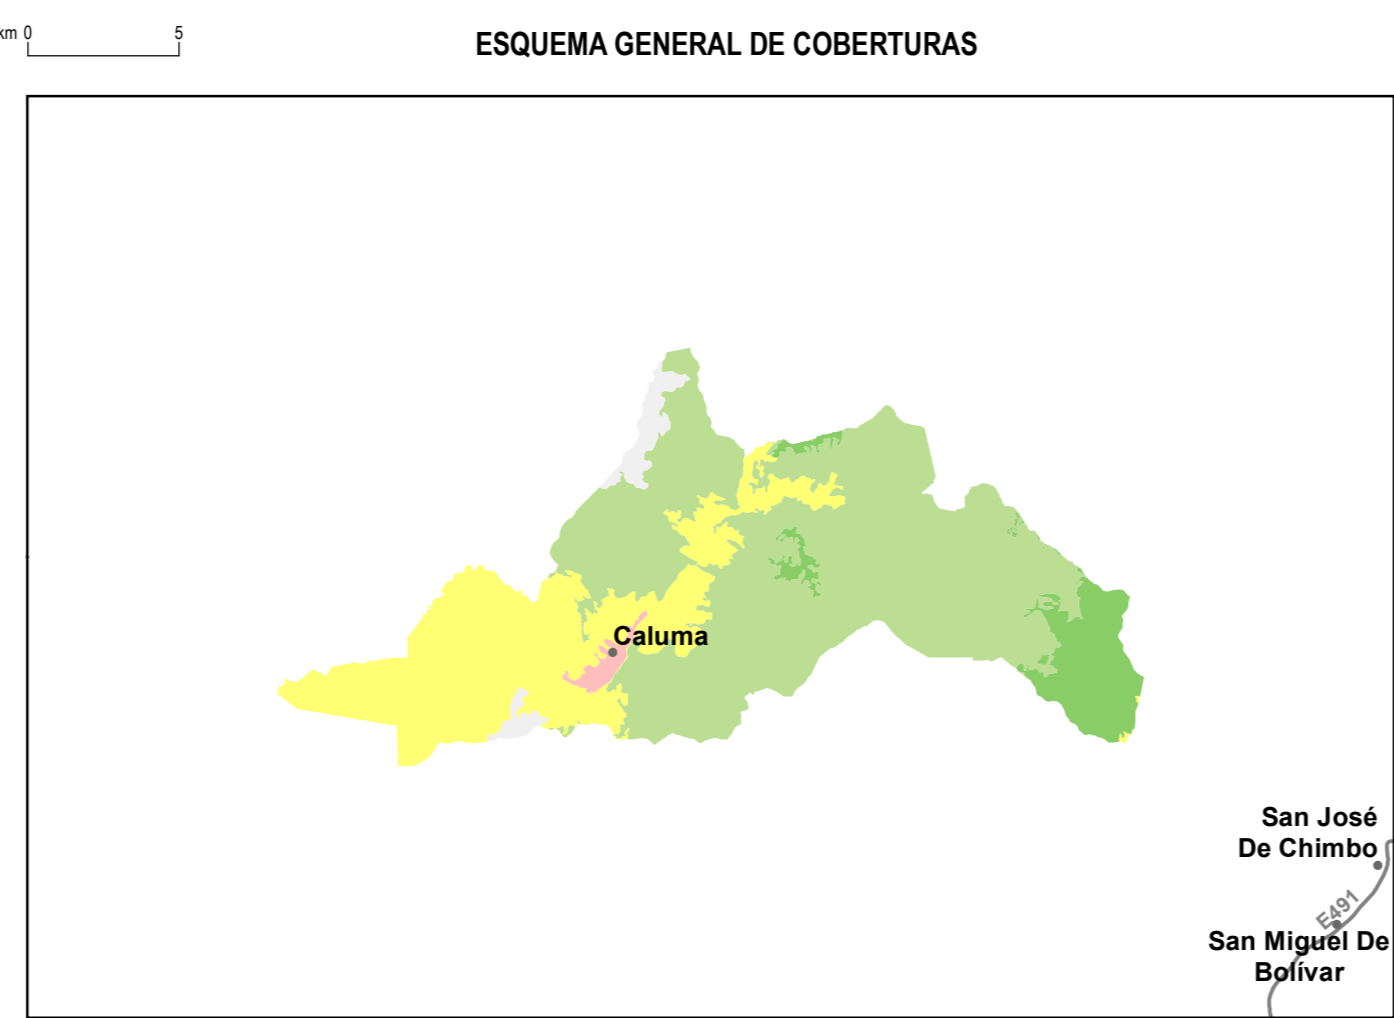 km 0 5
ESQUEMA GENERAL DE COBERTURAS
Caluma
San José
De Chimbo
E491
San Miguel De
Bolívar